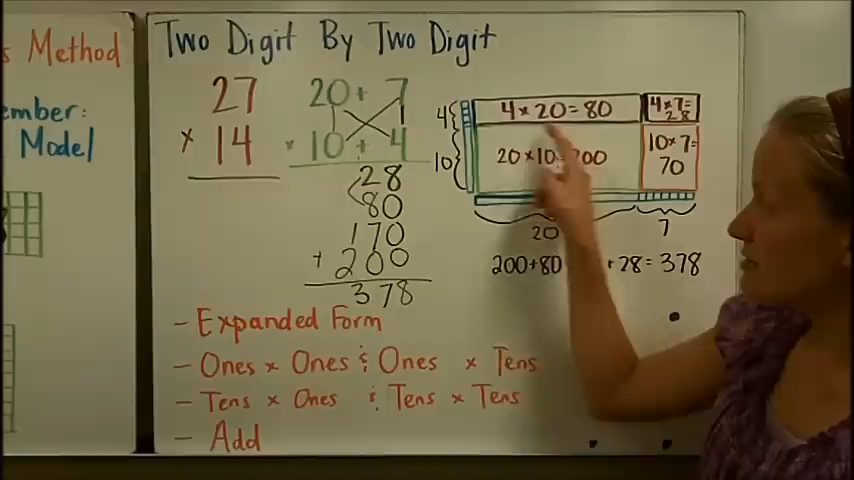 s Method
mber:
Model
Two Digit By Two Digit
27
× 14
20 + 7
× 10 + 4
28
80
170
+ 200
378
4 × 20 = 80
4 × 7 =
28
20 × 10 = 200
10 × 7 =
70
4
10
20
7
200 + 80 + 28 = 378
- Expanded Form
- Ones × Ones & Ones × Tens
- Tens × Ones & Tens × Tens
- Add